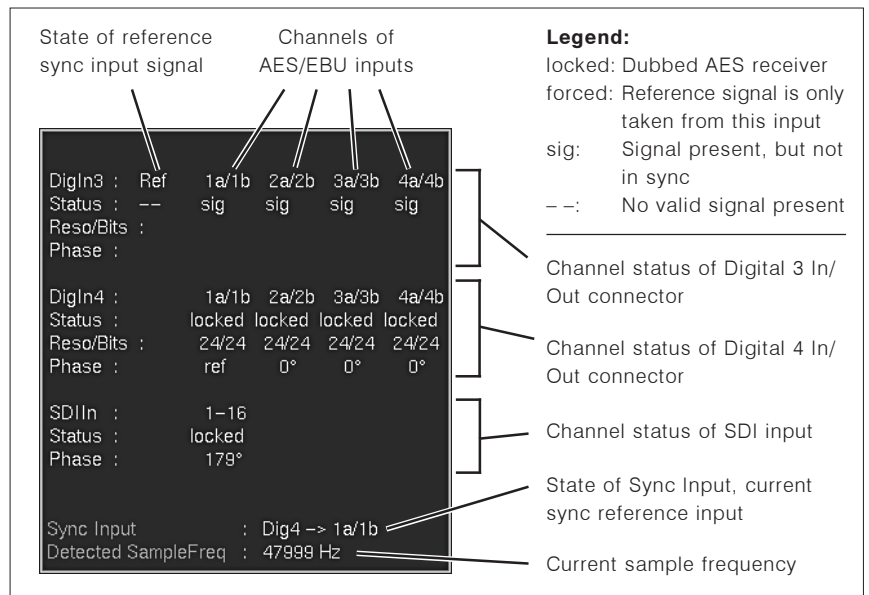 State of reference
sync input signal
Channels of
AES/EBU inputs
Legend:
locked: Dubbed AES receiver
forced: Reference signal is only
taken from this input
sig: Signal present, but not
in sync
– –: No valid signal present
DigIn3 : Ref 1a/1b 2a/2b 3a/3b 4a/4b
Status : -- sig sig sig sig
Reso/Bits :
Phase :
DigIn4 : 1a/1b 2a/2b 3a/3b 4a/4b
Status : locked locked locked locked
Reso/Bits : 24/24 24/24 24/24 24/24
Phase : ref 0° 0° 0°
SDIIn : 1-16
Status : locked
Phase : 179°
Sync Input : Dig4 -> 1a/1b
Detected SampleFreq : 47999 Hz
Channel status of Digital 3 In/
Out connector
Channel status of Digital 4 In/
Out connector
Channel status of SDI input
State of Sync Input, current
sync reference input
Current sample frequency